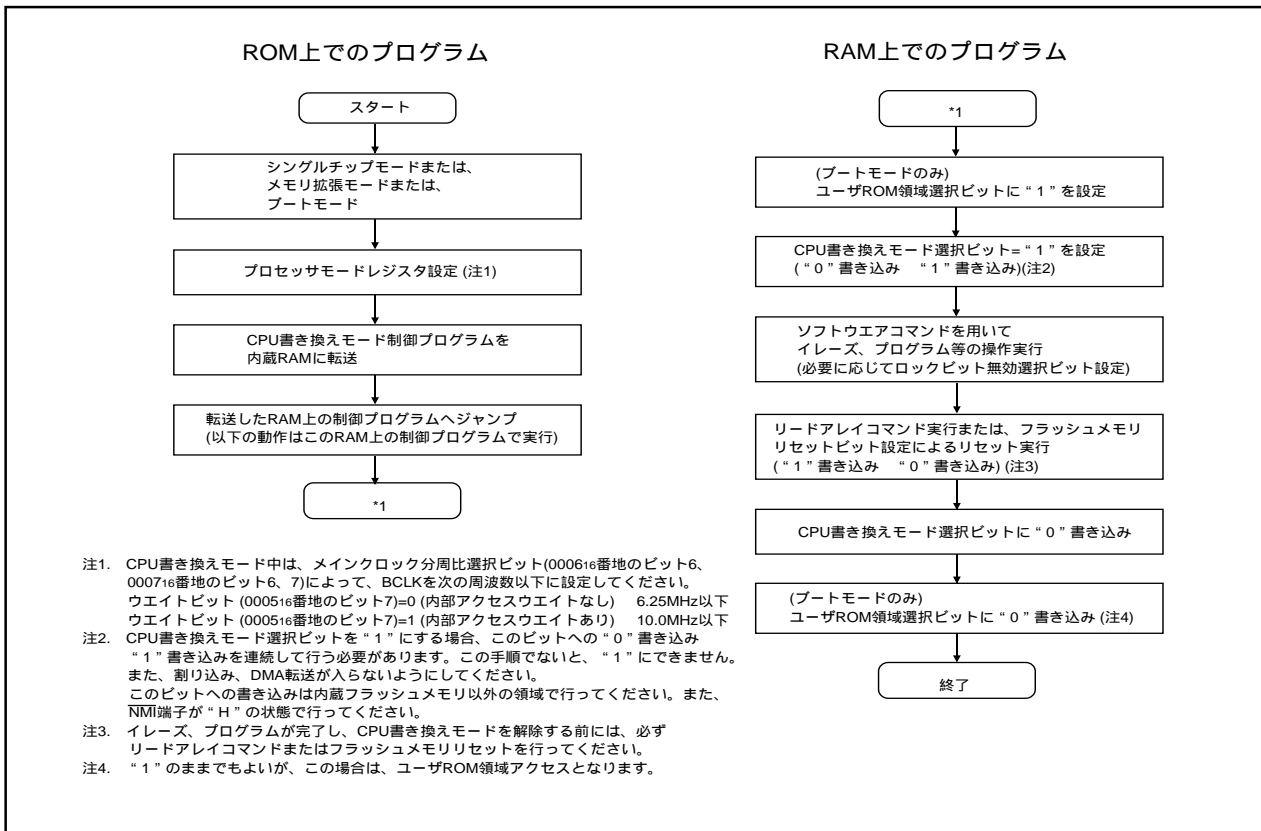 ROM上でのプログラム
スタート
シングルチップモードまたは、
メモリ拡張モードまたは、
ブートモード
プロセッサモードレジスタ設定 (注1)
CPU書き換えモード制御プログラムを
内蔵RAMに転送
転送したRAM上の制御プログラムへジャンプ
(以下の動作はこのRAM上の制御プログラムで実行)
*1
RAM上でのプログラム
*1
(ブートモードのみ)
ユーザROM領域選択ビットに“1”を設定
CPU書き換えモード選択ビット=“1”を設定
(“0”書き込み　“1”書き込み)(注2)
ソフトウエアコマンドを用いて
イレーズ、プログラム等の操作実行
(必要に応じてロックビット無効選択ビット設定)
リードアレイコマンド実行または、フラッシュメモリ
リセットビット設定によるリセット実行
(“1”書き込み　“0”書き込み) (注3)
CPU書き換えモード選択ビットに“0”書き込み
(ブートモードのみ)
ユーザROM領域選択ビットに“0”書き込み (注4)
終了
注1.　CPU書き換えモード中は、メインクロック分周比選択ビット(000616番地のビット6、
000716番地のビット6、7)によって、BCLKを次の周波数以下に設定してください。
ウエイトビット (000516番地のビット7)=0 (内部アクセスウエイトなし)　6.25MHz以下
ウエイトビット (000516番地のビット7)=1 (内部アクセスウエイトあり)　10.0MHz以下
注2.　CPU書き換えモード選択ビットを“1”にする場合、このビットへの“0”書き込み
“1”書き込みを連続して行う必要があります。この手順でないと、“1”にできません。
また、割り込み、DMA転送が入らないようにしてください。
このビットへの書き込みは内蔵フラッシュメモリ以外の領域で行ってください。また、
NMI端子が“H”の状態で行ってください。
注3.　イレーズ、プログラムが完了し、CPU書き換えモードを解除する前には、必ず
リードアレイコマンドまたはフラッシュメモリリセットを行ってください。
注4.　“1”のままでもよいが、この場合は、ユーザROM領域アクセスとなります。